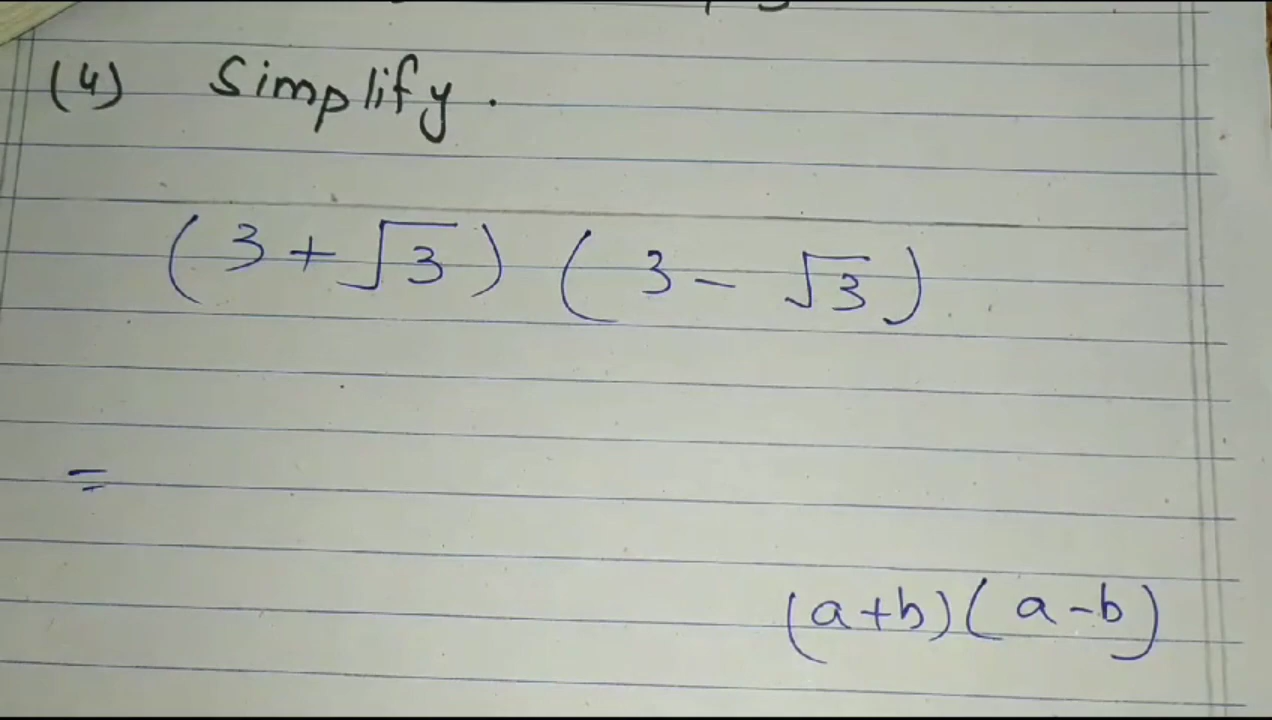 (4) Simplify.
(3+√3) (3-√3)
=
(a+b)(a-b)